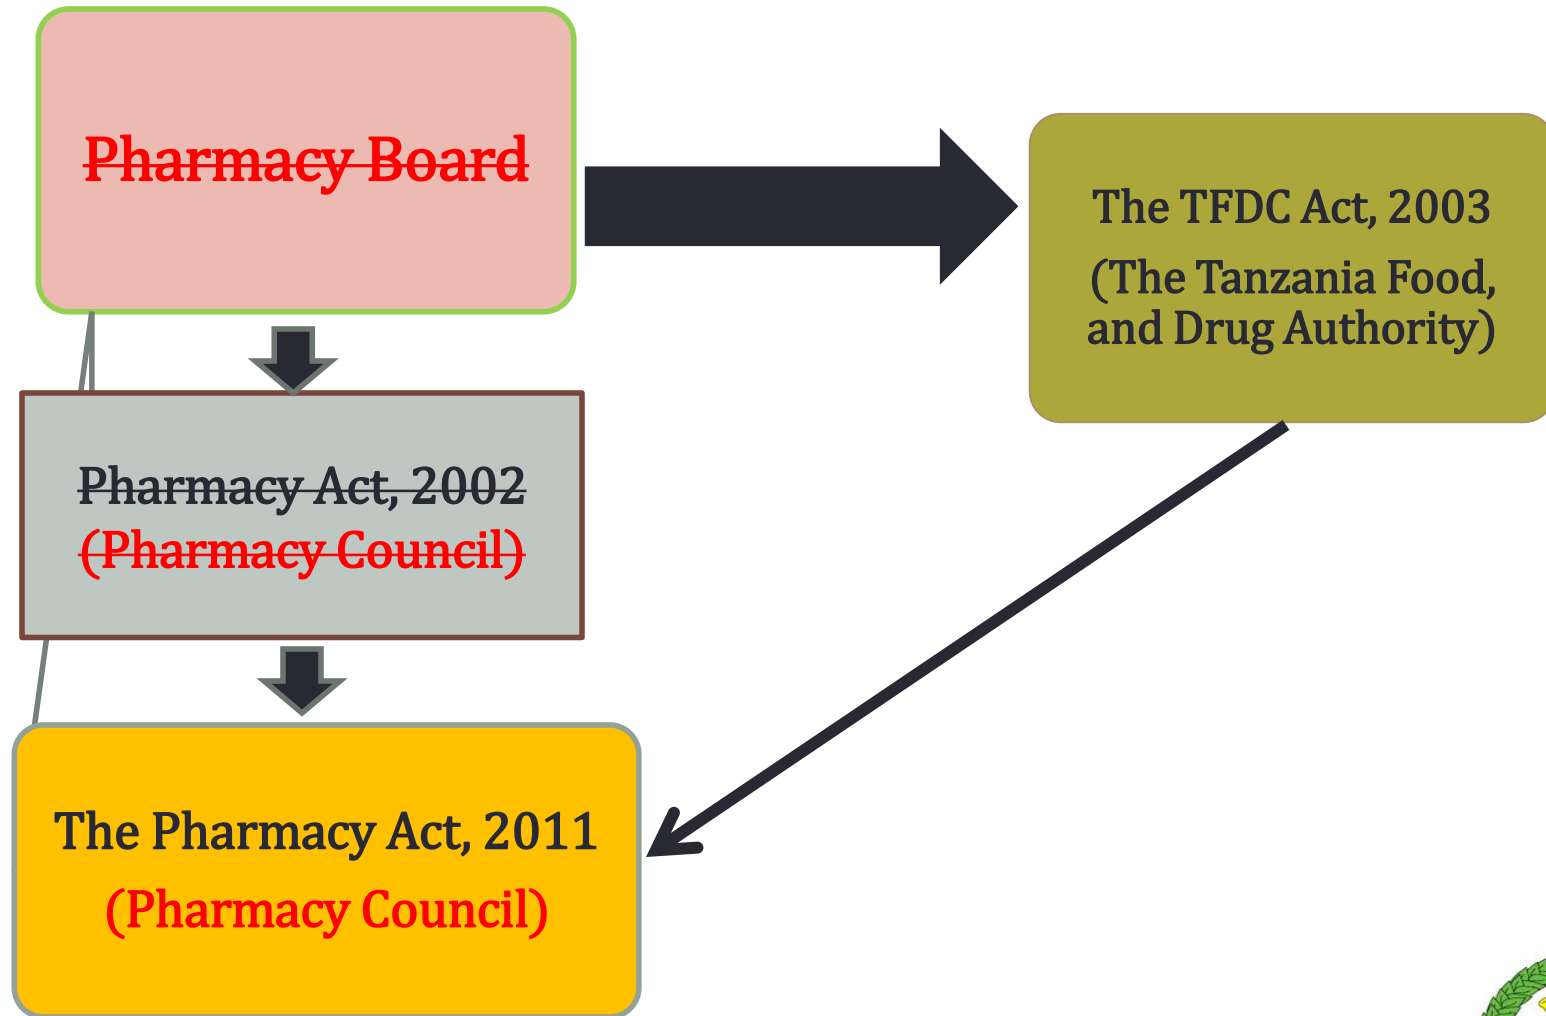 Pharmacy Board
The TFDC Act, 2003
(The Tanzania Food,
and Drug Authority)
Pharmacy Act, 2002
(Pharmacy Council)
The Pharmacy Act, 2011
(Pharmacy Council)